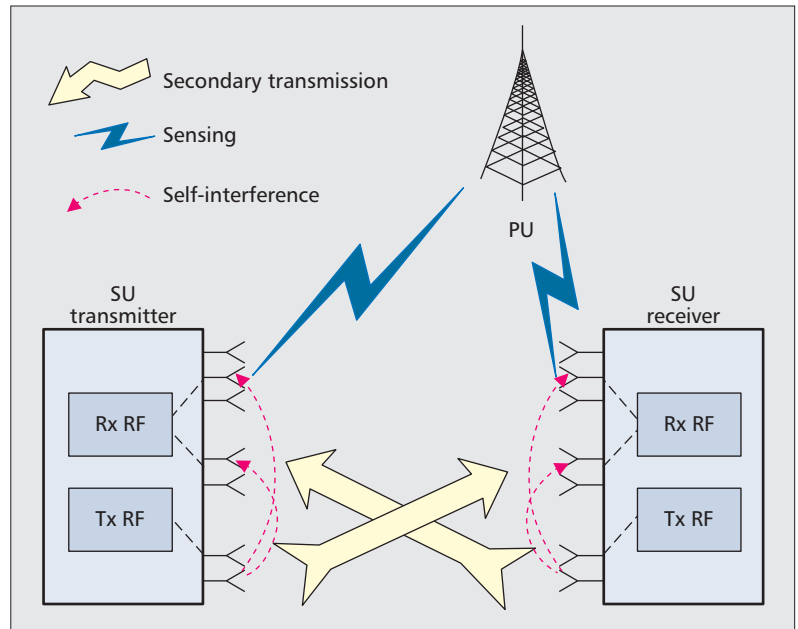 Secondary transmission
Sensing
Self-interference
PU
SU
transmitter
SU
receiver
Rx RF
Rx RF
Tx RF
Tx RF